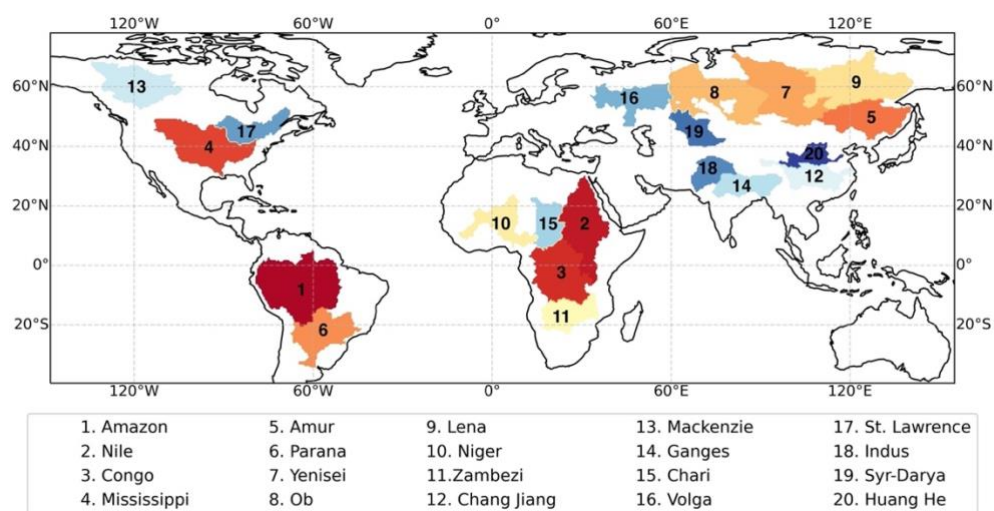 120°W 60°W 0° 60°E 120°E
13
60°N 16 8 7 9 60°N
17 19 5
40°N 4 20 40°N
18 14 12
20°N 10 15 2 20°N
0° 1 3 0°
20°S 6 11 20°S
120°W 60°W 0° 60°E 120°E
1. Amazon 5. Amur 9. Lena 13. Mackenzie 17. St. Lawrence
2. Nile 6. Parana 10. Niger 14. Ganges 18. Indus
3. Congo 7. Yenisei 11.Zambezi 15. Chari 19. Syr-Darya
4. Mississippi 8. Ob 12. Chang Jiang 16. Volga 20. Huang He